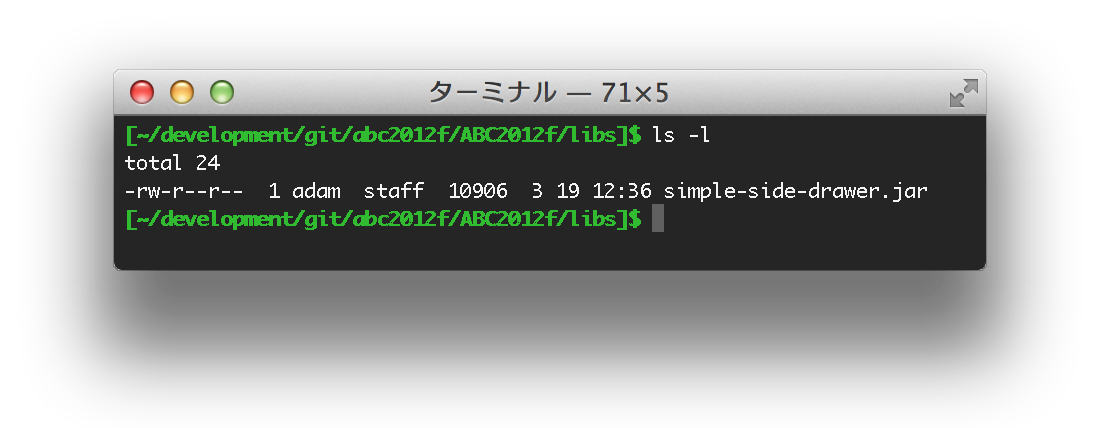 ターミナル — 71×5
[~/development/git/abc2012f/ABC2012f/libs]$ ls -l
total 24
-rw-r--r--  1 adam  staff  10906  3 19 12:36 simple-side-drawer.jar
[~/development/git/abc2012f/ABC2012f/libs]$